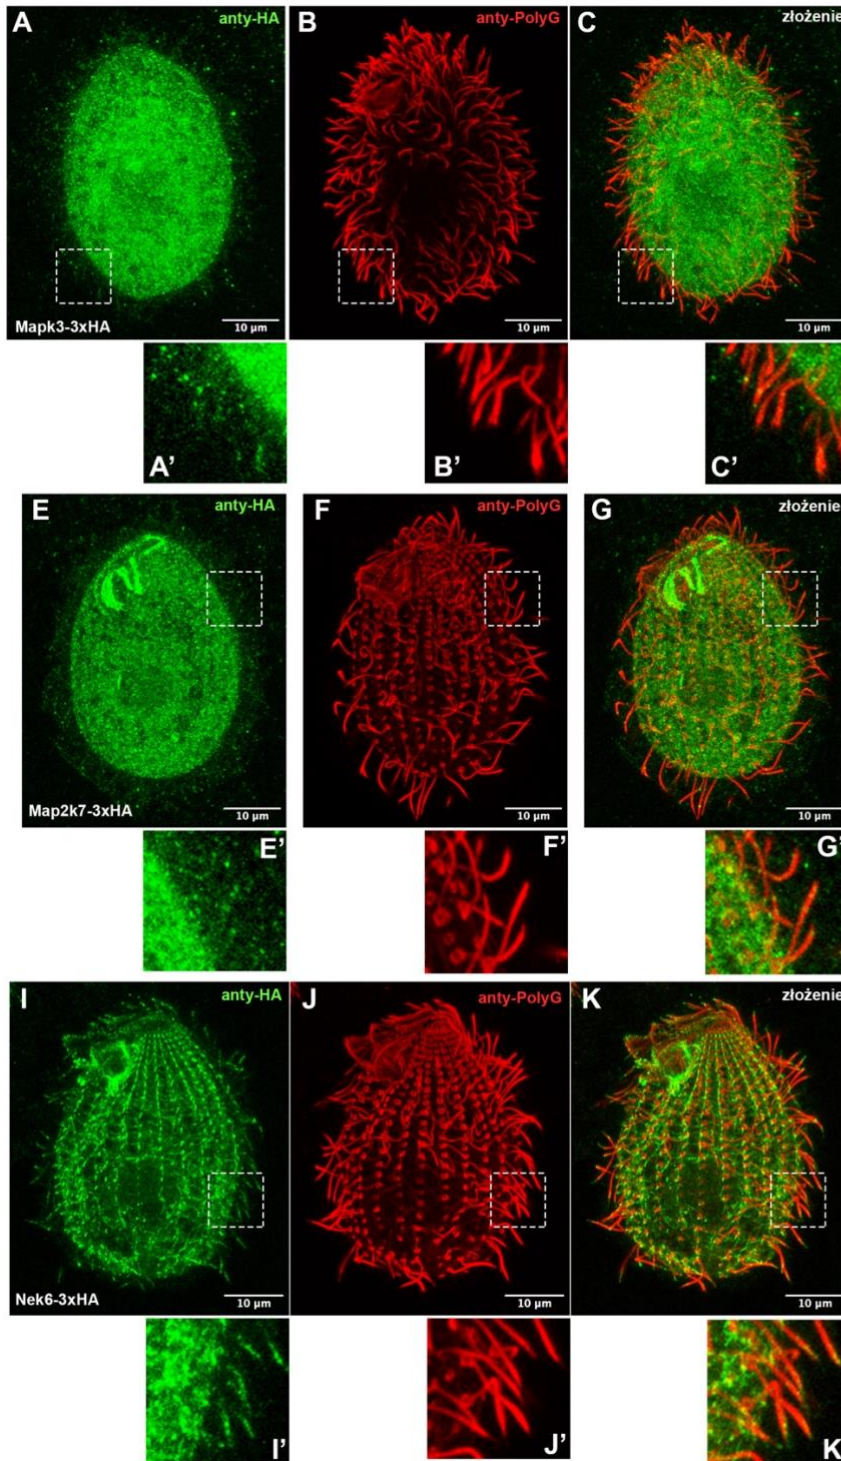 A anty-HA B anty-PolyG C złożenie
10 µm 10 µm 10 µm
Mapk3-3xHA
A’ B’ C’
E anty-HA F anty-PolyG G złożenie
10 µm 10 µm 10 µm
Map2k7-3xHA
E’ F’ G’
I anty-HA J anty-PolyG K złożenie
10 µm 10 µm 10 µm
Nek6-3xHA
I’ J’ K